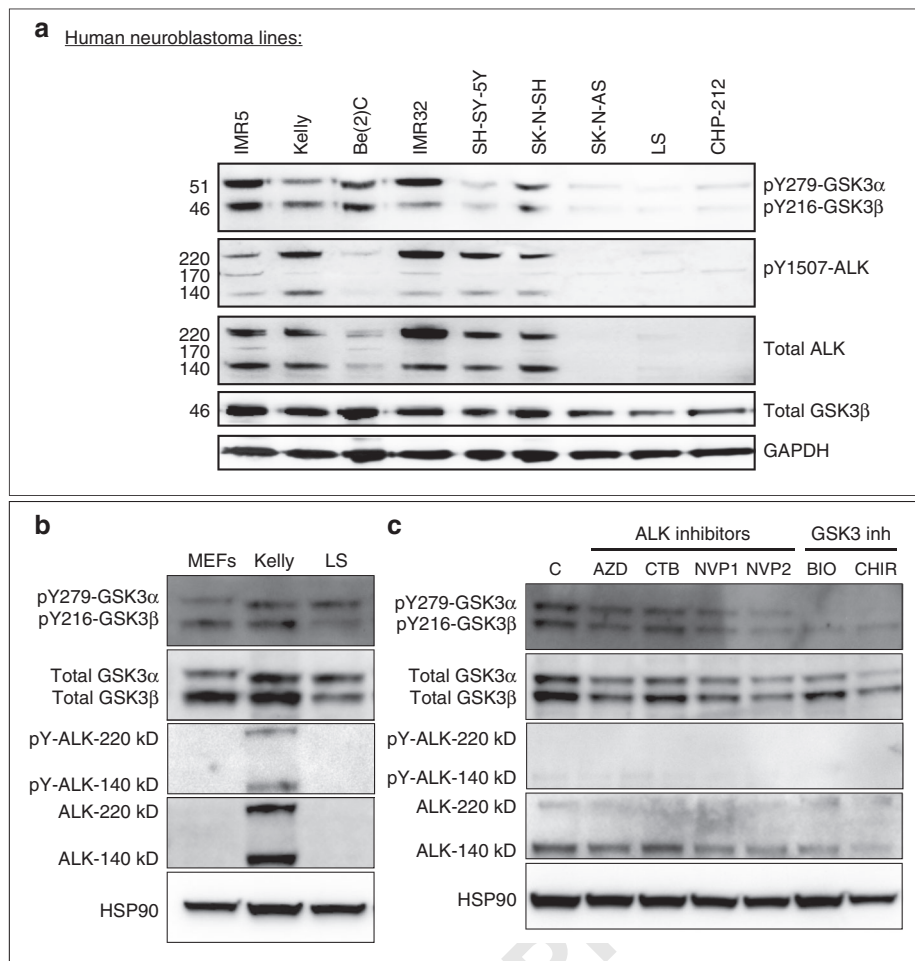 a Human neuroblastoma lines:
IMR5 Kelly Be(2)C IMR32 SH-SY-5Y SK-N-SH SK-N-AS LS CHP-212
51 pY279-GSK3α
46 pY216-GSK3β
220
170 pY1507-ALK
140
220
170 Total ALK
140
46 Total GSK3β
GAPDH
b
MEFs Kelly LS
pY279-GSK3α
pY216-GSK3β
Total GSK3α
Total GSK3β
pY-ALK-220 kD
pY-ALK-140 kD
ALK-220 kD
ALK-140 kD
HSP90
c
ALK inhibitors GSK3 inh
C AZD CTB NVP1 NVP2 BIO CHIR
pY279-GSK3α
pY216-GSK3β
Total GSK3α
Total GSK3β
pY-ALK-220 kD
pY-ALK-140 kD
ALK-220 kD
ALK-140 kD
HSP90